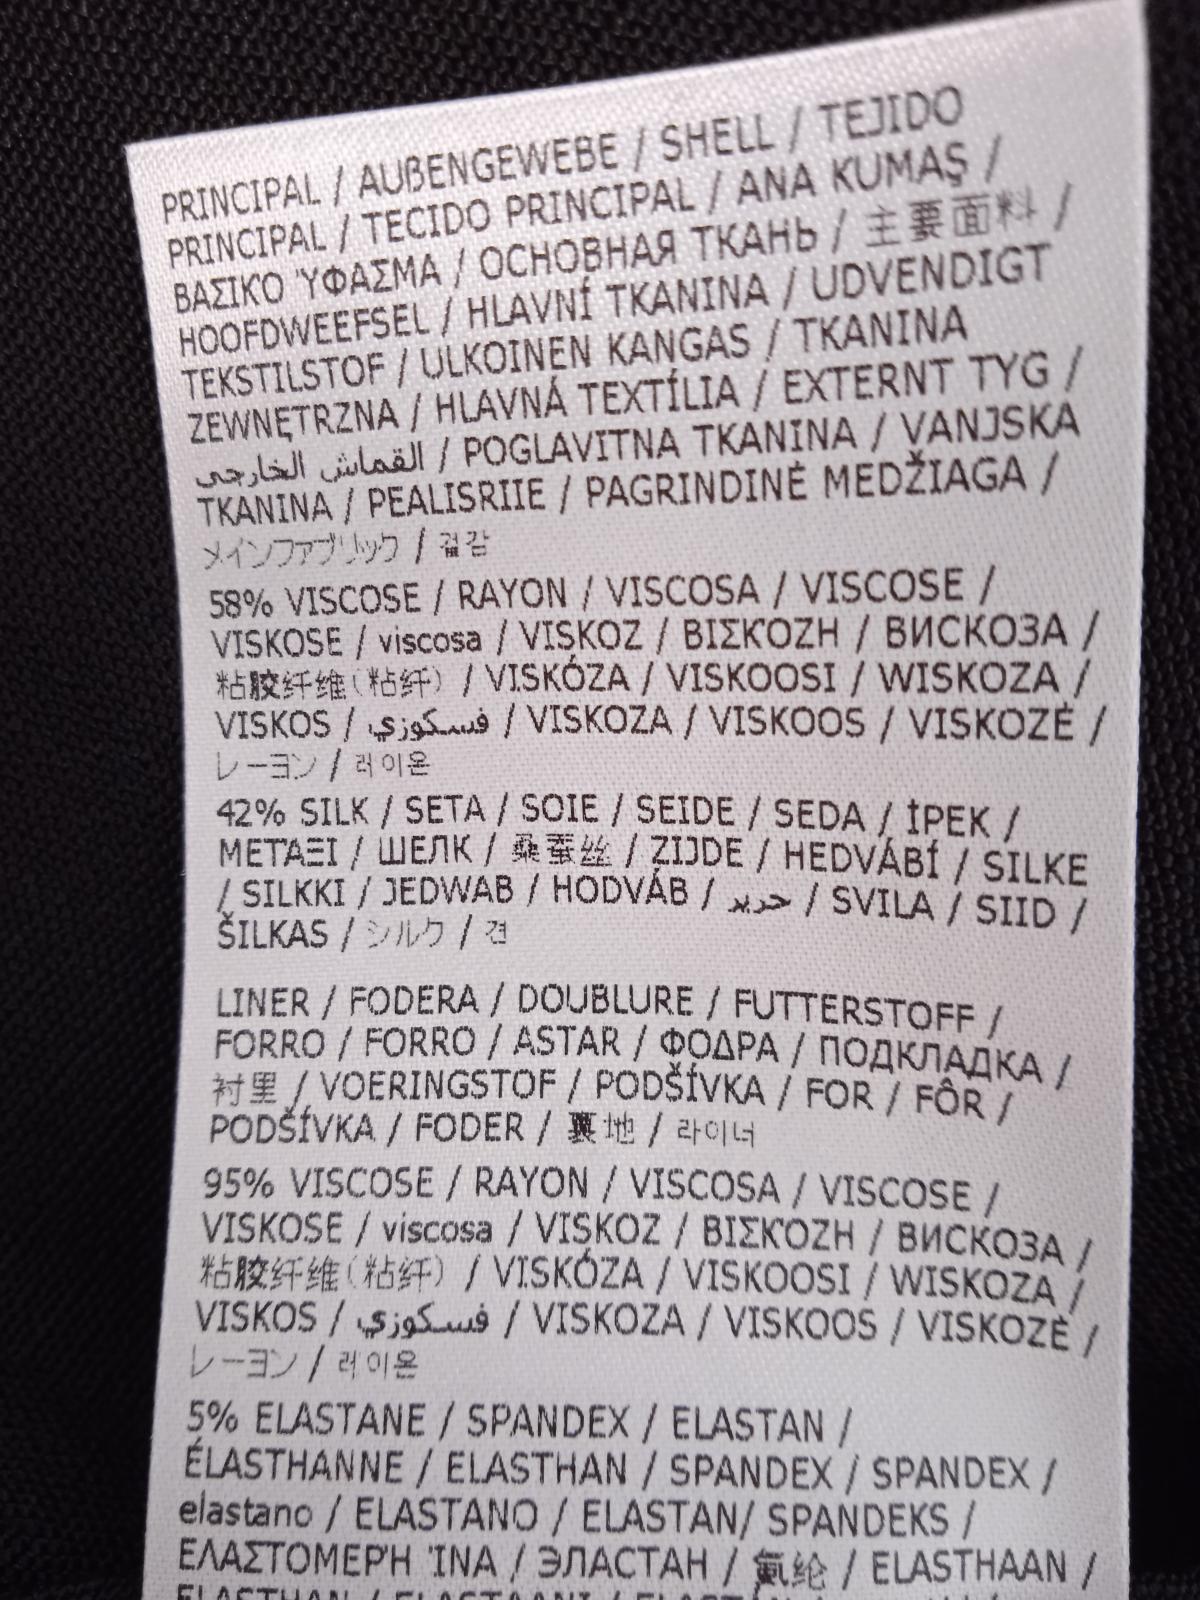 PRINCIPAL / AUßENGEWEBE / SHELL / TEJIDO
PRINCIPAL / TECIDO PRINCIPAL / ANA KUMAŞ /
ΒΑΣΙΚΟ ΎΦΑΣΜΑ / ОСНОВНАЯ ТКАНЬ / 主要面料 /
HOOFDWEEFSEL / HLAVNÍ TKANINA / UDVENDIGT
TEKSTILSTOF / ULKOINEN KANGAS / TKANINA
ZEWNĘTRZNA / HLAVNÁ TEXTÍLIA / EXTERNT TYG /
القماش الخارجي / POGLAVITNA TKANINA / VANJSKA
TKANINA / PEALISRIIE / PAGRINDINĖ MEDŽIAGA /
メインファブリック / 겉감
58% VISCOSE / RAYON / VISCOSA / VISCOSE /
VISKOSE / viscosa / VISKOZ / ΒΙΣΚΌΖΗ / ВИСКОЗА /
粘胶纤维(粘纤) / VISKÓZA / VISKOOSI / WISKOZA /
VISKOS / فسكوزي / VISKOZA / VISKOOS / VISKOZĖ /
レーヨン / 레이온
42% SILK / SETA / SOIE / SEIDE / SEDA / İPEK /
ΜΕΤΆΞΙ / ШЕЛК / 桑蚕丝 / ZIJDE / HEDVÁBÍ / SILKE
/ SILKKI / JEDWAB / HODVÁB / حرير / SVILA / SIID /
ŠILKAS / シルク / 견
LINER / FODERA / DOUBLURE / FUTTERSTOFF /
FORRO / FORRO / ASTAR / ΦΟΔΡΑ / ПОДКЛАДКА /
衬里 / VOERINGSTOF / PODŠÍVKA / FOR / FÔR /
PODŠÍVKA / FODER / 裏地 / 라이너
95% VISCOSE / RAYON / VISCOSA / VISCOSE /
VISKOSE / viscosa / VISKOZ / ΒΙΣΚΌΖΗ / ВИСКОЗА /
粘胶纤维(粘纤) / VISKÓZA / VISKOOSI / WISKOZA /
VISKOS / فسكوزي / VISKOZA / VISKOOS / VISKOZĖ /
レーヨン / 레이온
5% ELASTANE / SPANDEX / ELASTAN /
ÉLASTHANNE / ELASTHAN / SPANDEX / SPANDEX /
elastano / ELASTANO / ELASTAN/ SPANDEKS /
ΕΛΑΣΤΟΜΕΡΉ ΊΝΑ / ЭЛАСТАН / 氨纶 / ELASTHAAN /
ELASTHAN / ELASTAANI / ELASTAN /